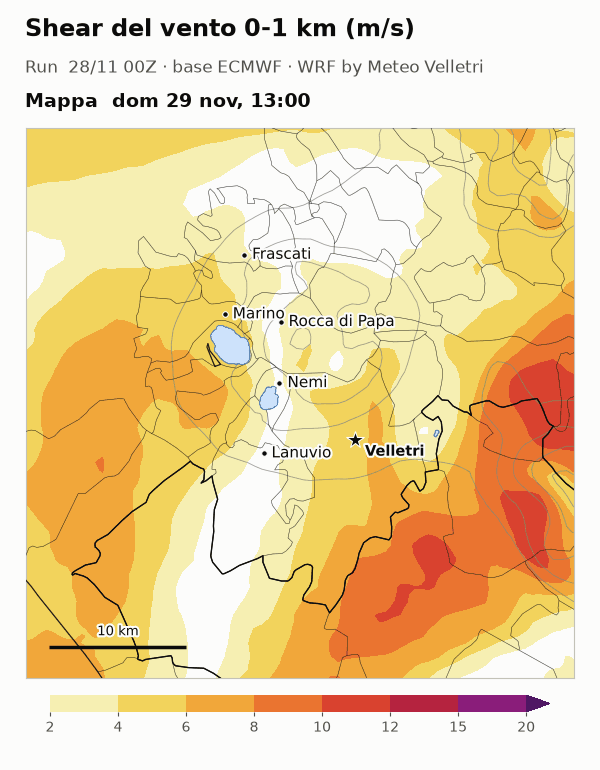 Shear del vento 0-1 km (m/s)
Run  28/11 00Z · base ECMWF · WRF by Meteo Velletri
Mappa  dom 29 nov, 13:00
Frascati
Marino
Rocca di Papa
Nemi
Velletri
Lanuvio
10 km
2 4 6 8 10 12 15 20